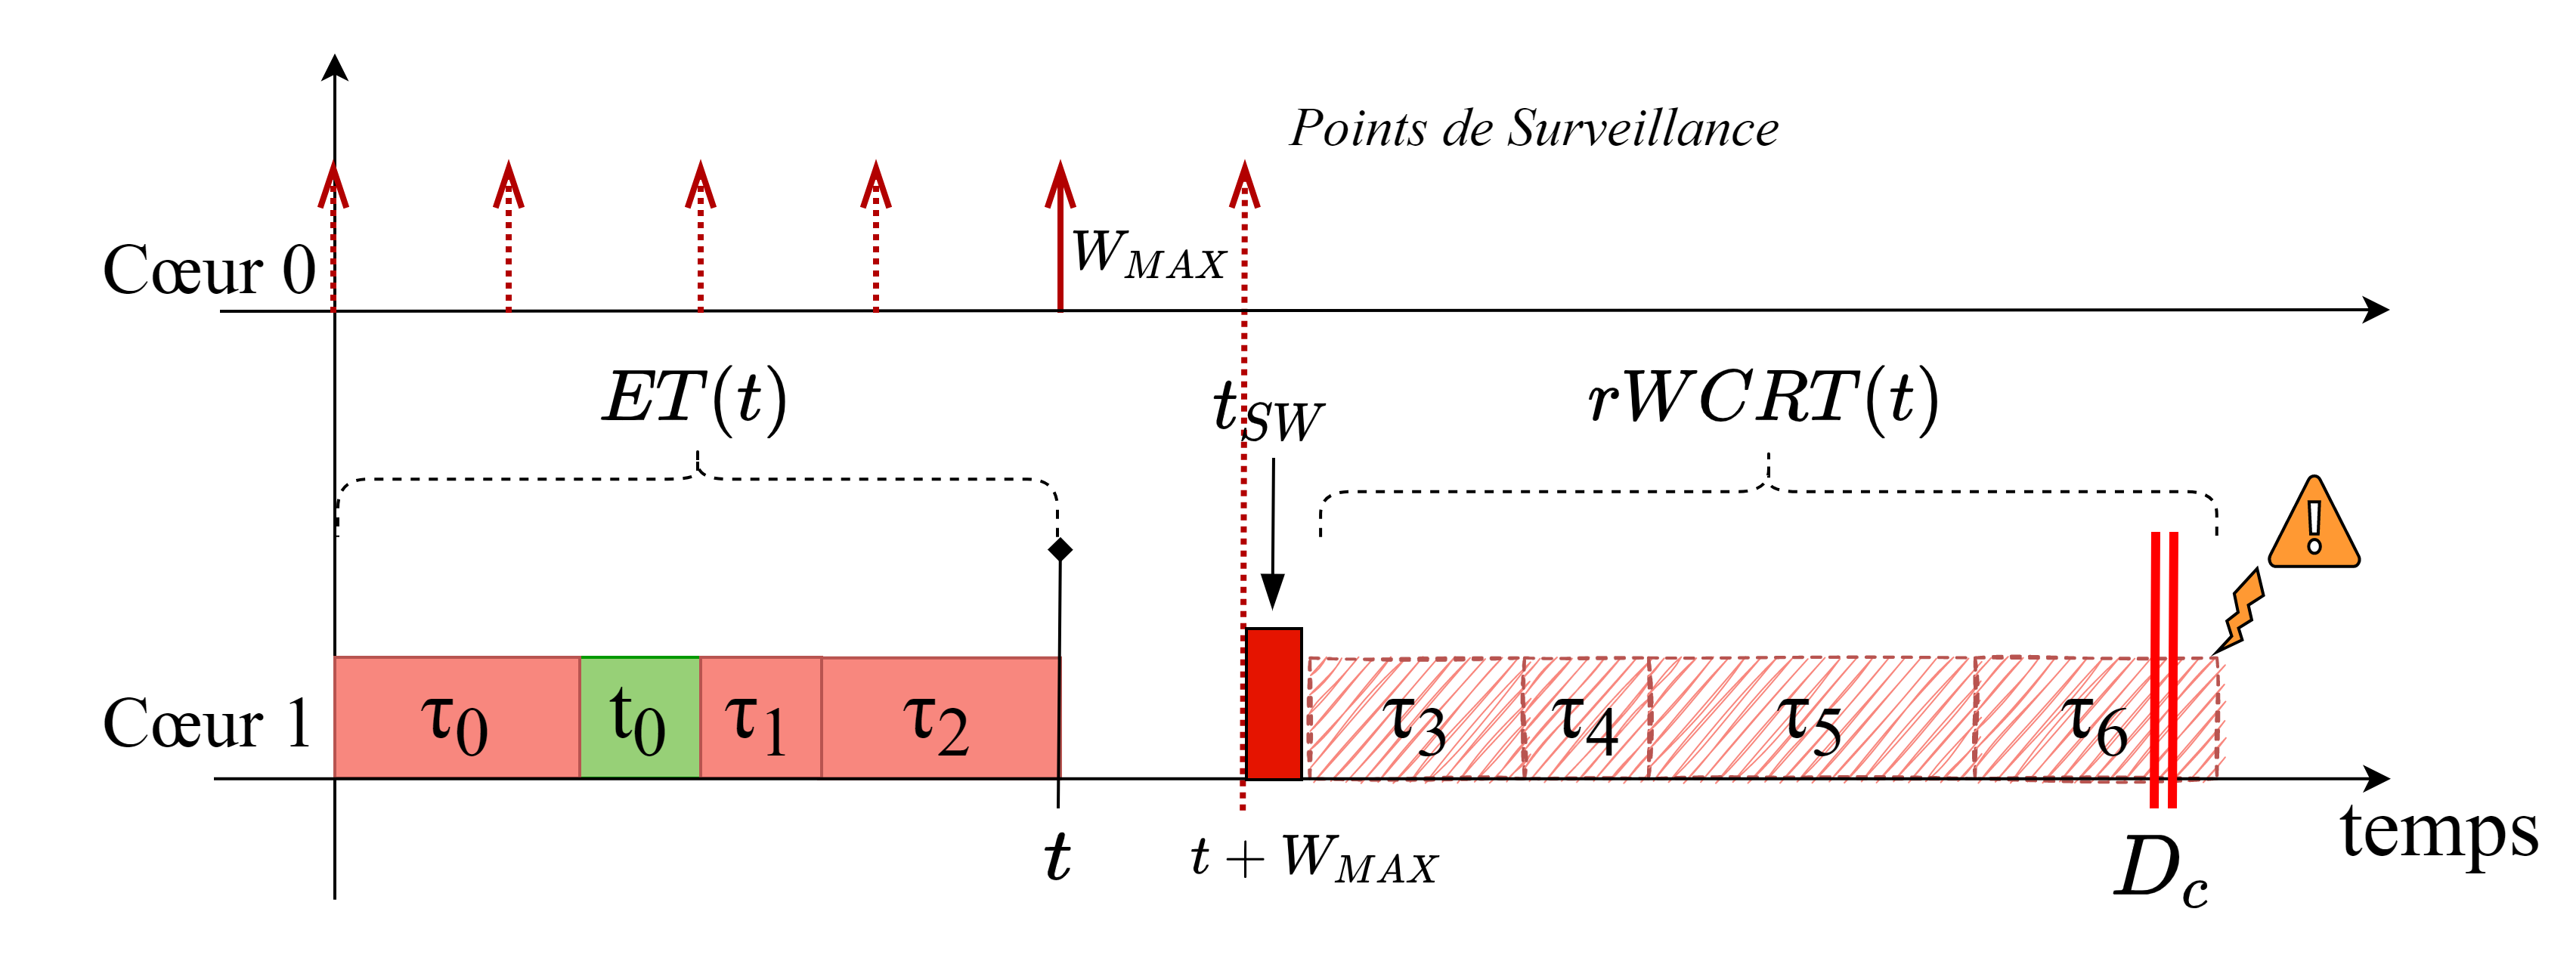 Points de Surveillance
Cœur 0
W_MAX
ET(t)
t_SW
rWCRT(t)
!
Cœur 1
τ0 t0 τ1 τ2 τ3 τ4 τ5 τ6
t
t + W_MAX
D_c
temps